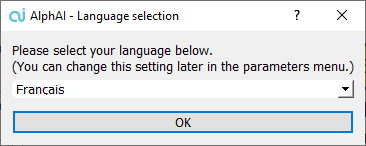 AlphAI - Language selection
Please select your language below.
(You can change this setting later in the parameters menu.)
Français
OK